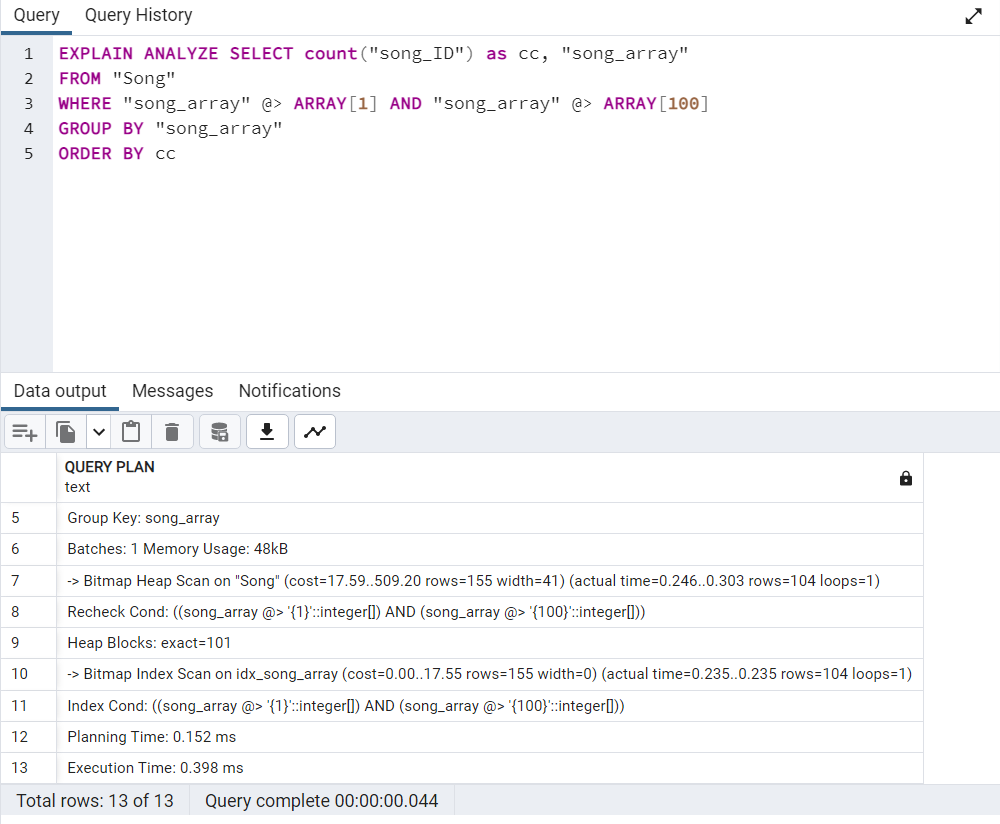 Query Query History
1 EXPLAIN ANALYZE SELECT count("song_ID") as cc, "song_array"
2 FROM "Song"
3 WHERE "song_array" @> ARRAY[1] AND "song_array" @> ARRAY[100]
4 GROUP BY "song_array"
5 ORDER BY cc
Data output Messages Notifications
QUERY PLAN
text
5 Group Key: song_array
6 Batches: 1 Memory Usage: 48kB
7 -> Bitmap Heap Scan on "Song" (cost=17.59..509.20 rows=155 width=41) (actual time=0.246..0.303 rows=104 loops=1)
8 Recheck Cond: ((song_array @> '{1}'::integer[]) AND (song_array @> '{100}'::integer[]))
9 Heap Blocks: exact=101
10 -> Bitmap Index Scan on idx_song_array (cost=0.00..17.55 rows=155 width=0) (actual time=0.235..0.235 rows=104 loops=1)
11 Index Cond: ((song_array @> '{1}'::integer[]) AND (song_array @> '{100}'::integer[]))
12 Planning Time: 0.152 ms
13 Execution Time: 0.398 ms
Total rows: 13 of 13 Query complete 00:00:00.044